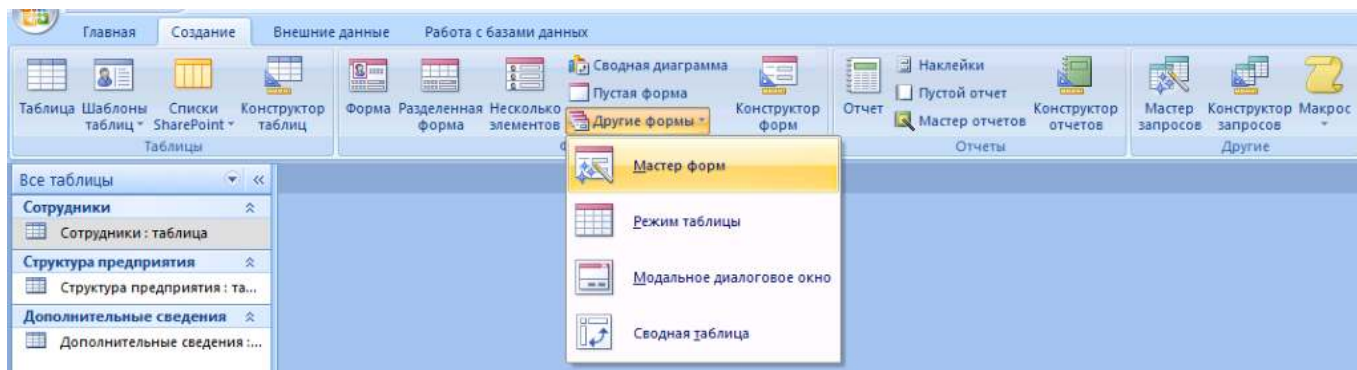 Главная Создание Внешние данные Работа с базами данных
Таблица Шаблоны таблиц Списки SharePoint Конструктор таблиц
Таблицы
Форма Разделенная форма Несколько элементов
Сводная диаграмма
Пустая форма
Другие формы
Конструктор форм
Отчет
Наклейки
Пустой отчет
Мастер отчетов
Конструктор отчетов
Отчеты
Мастер запросов Конструктор запросов Макрос
Другие
Мастер форм
Режим таблицы
Модальное диалоговое окно
Сводная таблица
Все таблицы
Сотрудники
Сотрудники : таблица
Структура предприятия
Структура предприятия : та...
Дополнительные сведения
Дополнительные сведения :...